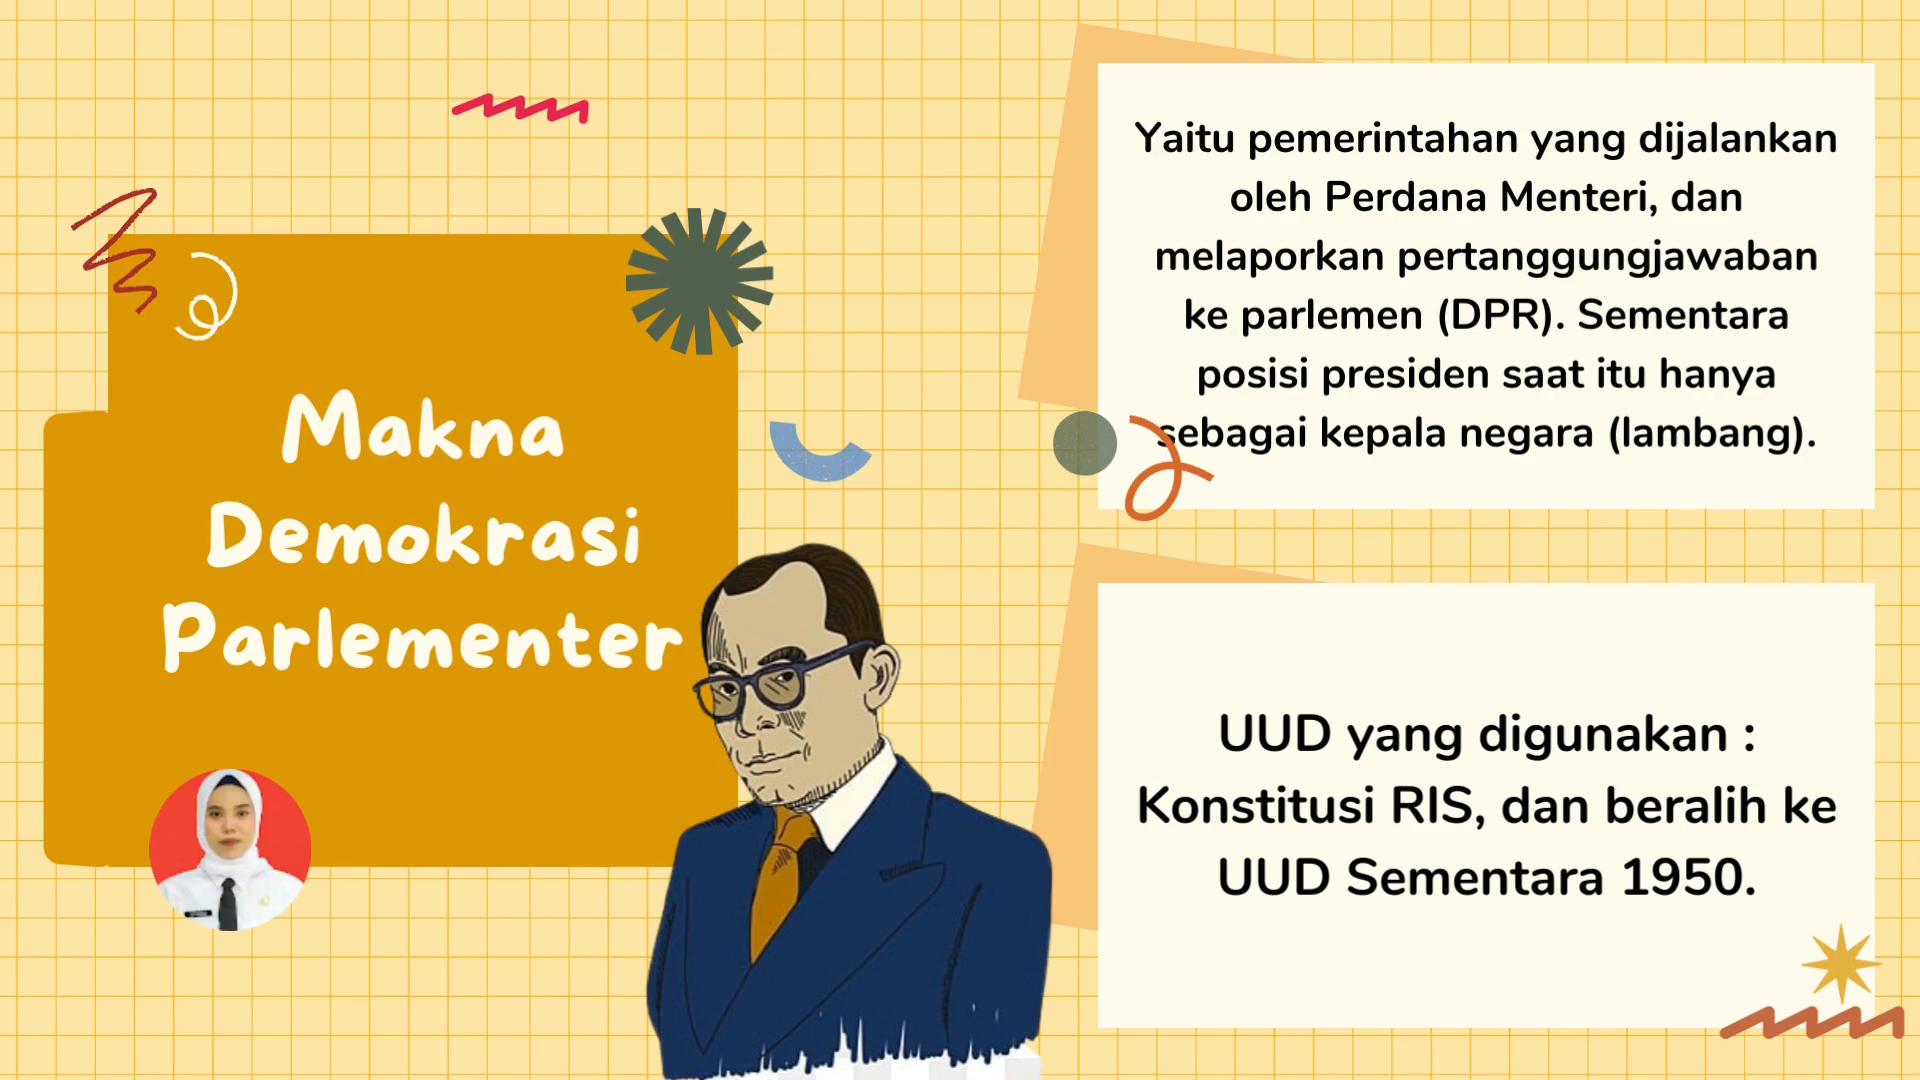 Makna
Demokrasi
Parlementer
Yaitu pemerintahan yang dijalankan
oleh Perdana Menteri, dan
melaporkan pertanggungjawaban
ke parlemen (DPR). Sementara
posisi presiden saat itu hanya
sebagai kepala negara (lambang).
UUD yang digunakan :
Konstitusi RIS, dan beralih ke
UUD Sementara 1950.